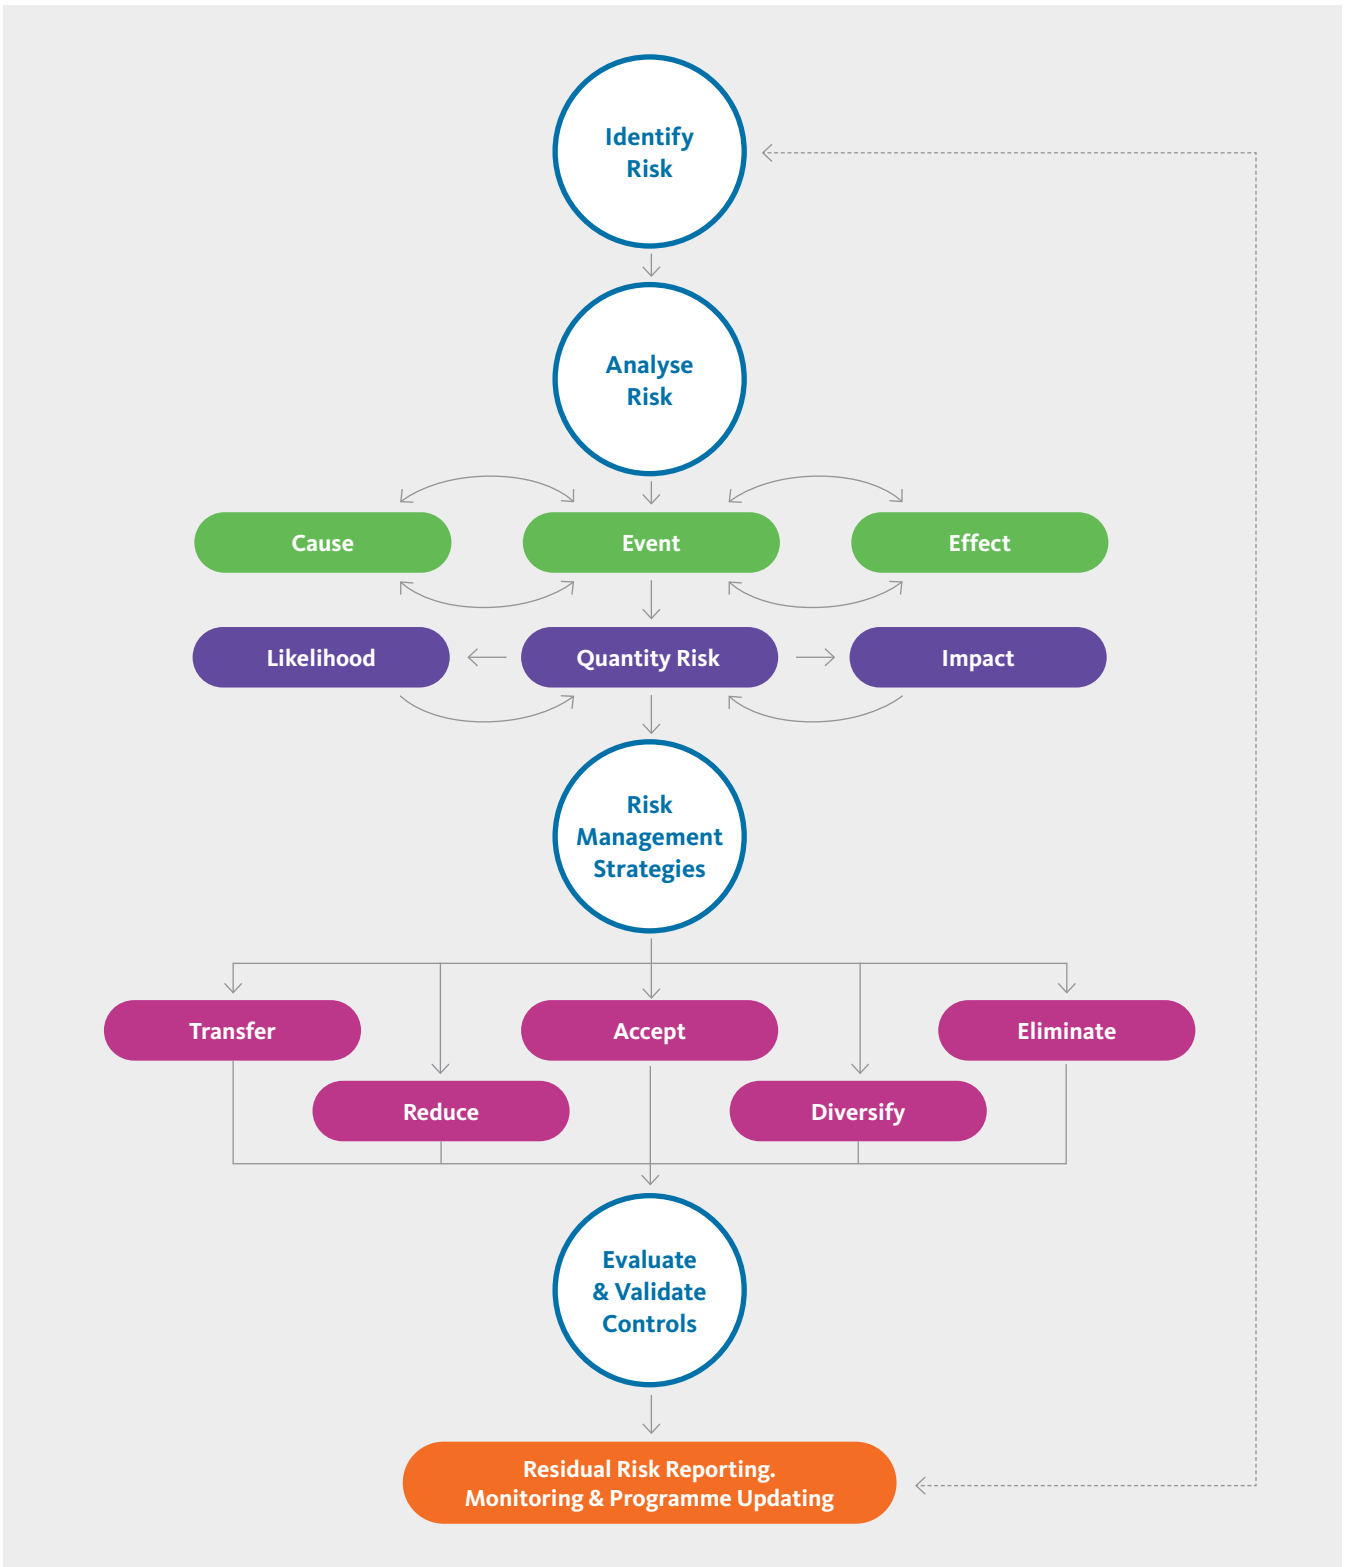 Identify
Risk
Analyse
Risk
Cause
Event
Effect
Likelihood
Quantity Risk
Impact
Risk
Management
Strategies
Transfer
Accept
Eliminate
Reduce
Diversify
Evaluate
& Validate
Controls
Residual Risk Reporting.
Monitoring & Programme Updating